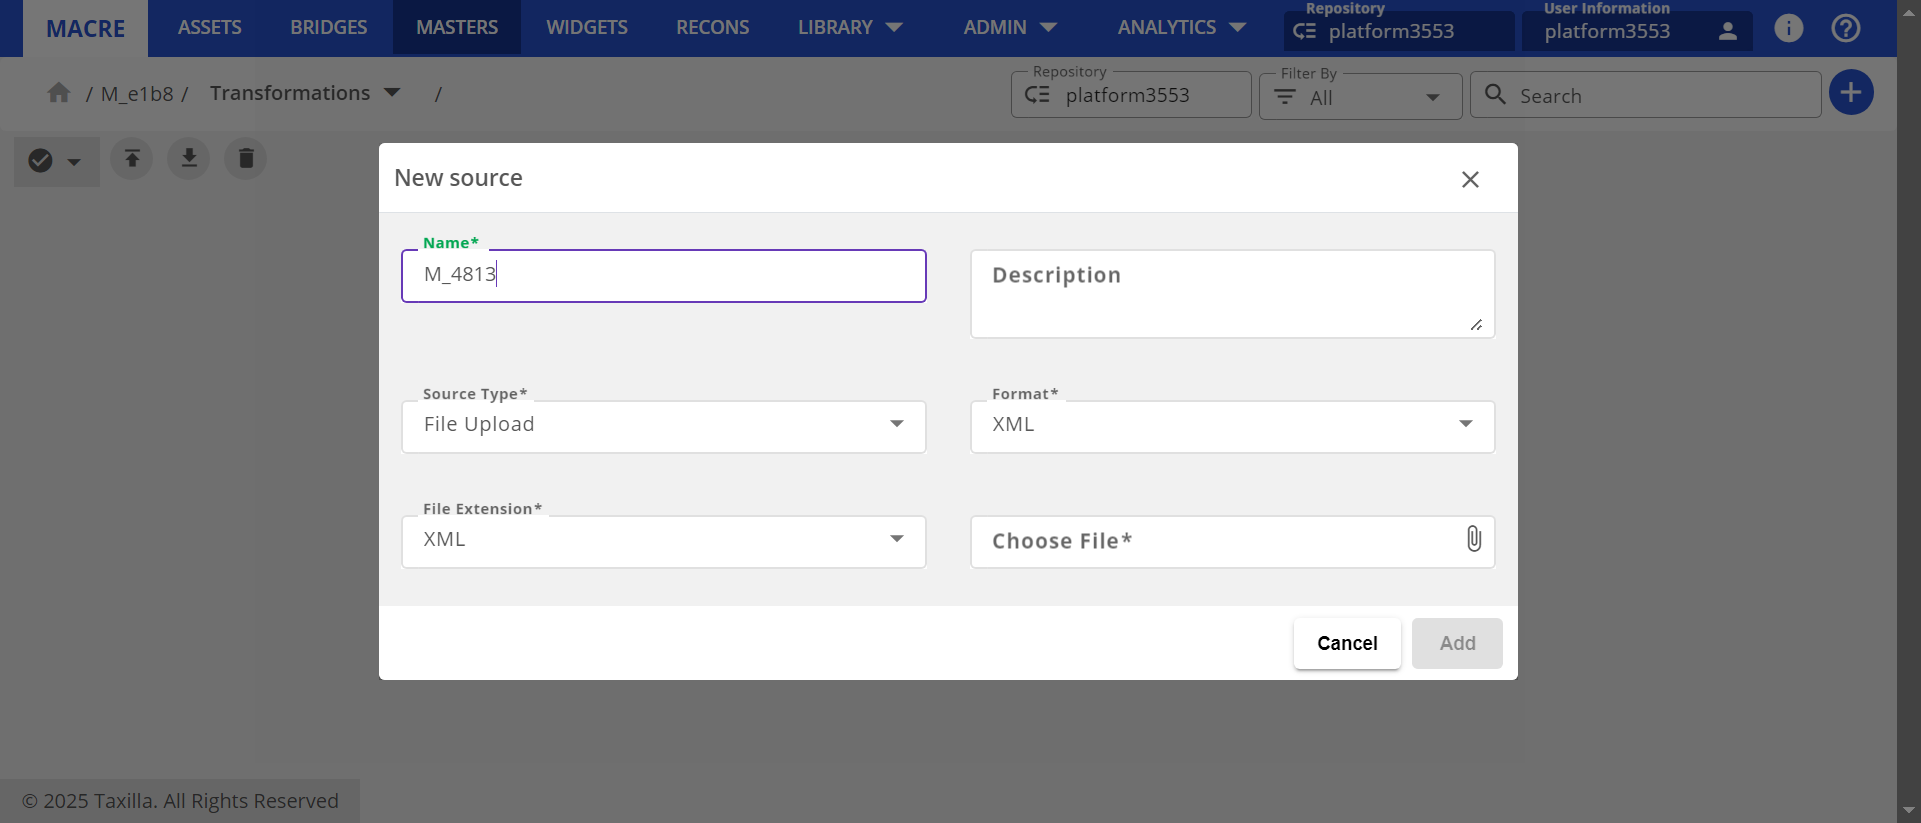 MACRE
ASSETS
BRIDGES
MASTERS
WIDGETS
RECONS
LIBRARY
ADMIN
ANALYTICS
Repository
platform3553
User Information
platform3553
/ M_e1b8 / Transformations /
Repository
platform3553
Filter By
All
Search
New source
Name*
M_4813
Description
Source Type*
File Upload
Format*
XML
File Extension*
XML
Choose File*
Cancel
Add
© 2025 Taxilla. All Rights Reserved